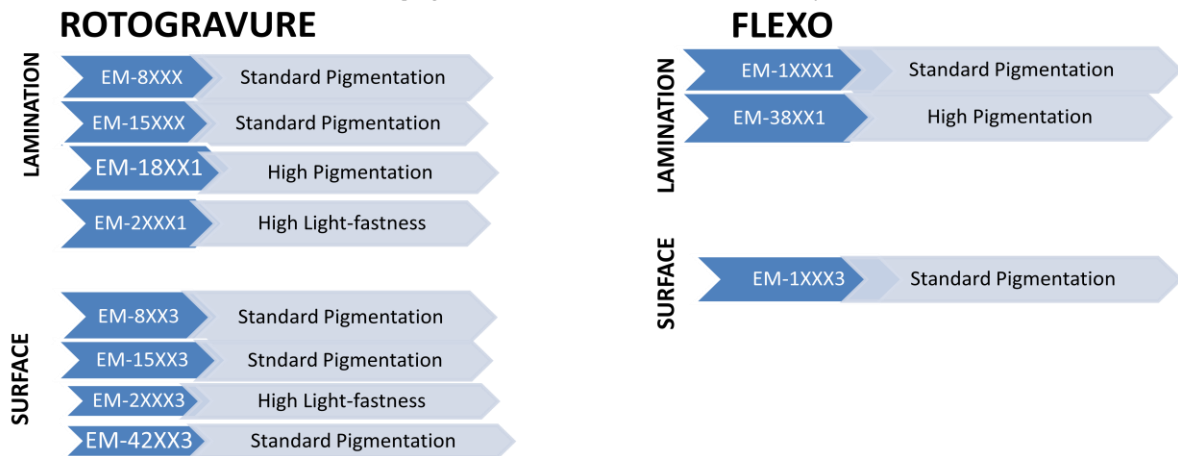 ROTOGRAVURE
LAMINATION
EM-8XXX Standard Pigmentation
EM-15XXX Standard Pigmentation
EM-18XX1 High Pigmentation
EM-2XXX1 High Light-fastness
SURFACE
EM-8XX3 Standard Pigmentation
EM-15XX3 Stndard Pigmentation
EM-2XXX3 High Light-fastness
EM-42XX3 Standard Pigmentation
FLEXO
LAMINATION
EM-1XXX1 Standard Pigmentation
EM-38XX1 High Pigmentation
SURFACE
EM-1XXX3 Standard Pigmentation